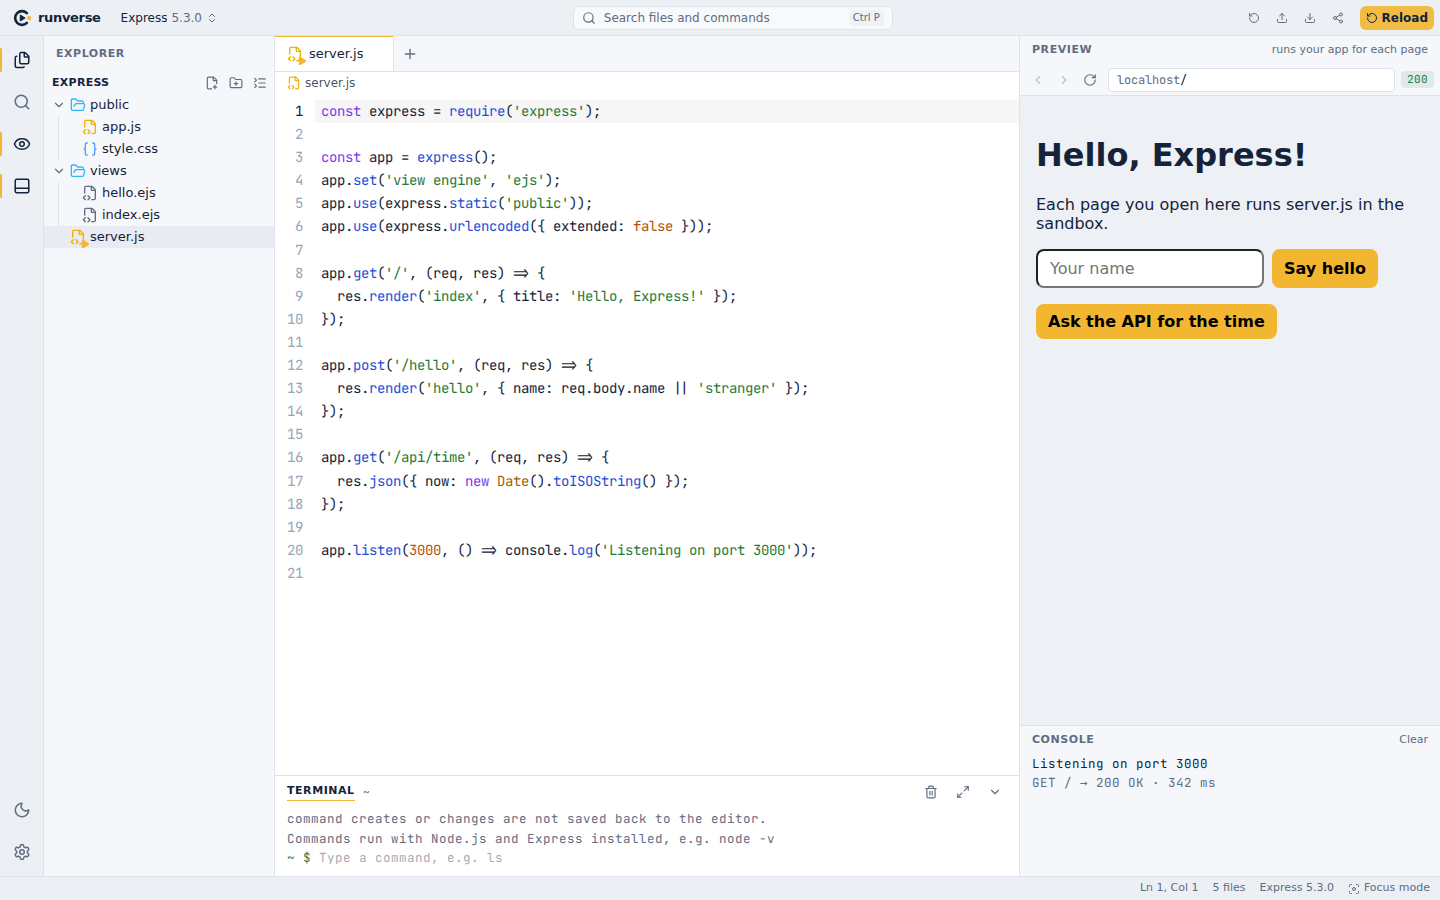 runverse Express 5.3.0 Search files and commands Ctrl P Reload
EXPLORER
EXPRESS
public
app.js
style.css
views
hello.ejs
index.ejs
server.js
server.js
server.js
1 const express = require('express');
2
3 const app = express();
4 app.set('view engine', 'ejs');
5 app.use(express.static('public'));
6 app.use(express.urlencoded({ extended: false }));
7
8 app.get('/', (req, res) => {
9 res.render('index', { title: 'Hello, Express!' });
10 });
11
12 app.post('/hello', (req, res) => {
13 res.render('hello', { name: req.body.name || 'stranger' });
14 });
15
16 app.get('/api/time', (req, res) => {
17 res.json({ now: new Date().toISOString() });
18 });
19
20 app.listen(3000, () => console.log('Listening on port 3000'));
21
TERMINAL ~
command creates or changes are not saved back to the editor.
Commands run with Node.js and Express installed, e.g. node -v
~ $ Type a command, e.g. ls
PREVIEW runs your app for each page
localhost/ 200
Hello, Express!
Each page you open here runs server.js in the
sandbox.
Your name Say hello
Ask the API for the time
CONSOLE Clear
Listening on port 3000
GET / → 200 OK · 342 ms
Ln 1, Col 1 5 files Express 5.3.0 Focus mode